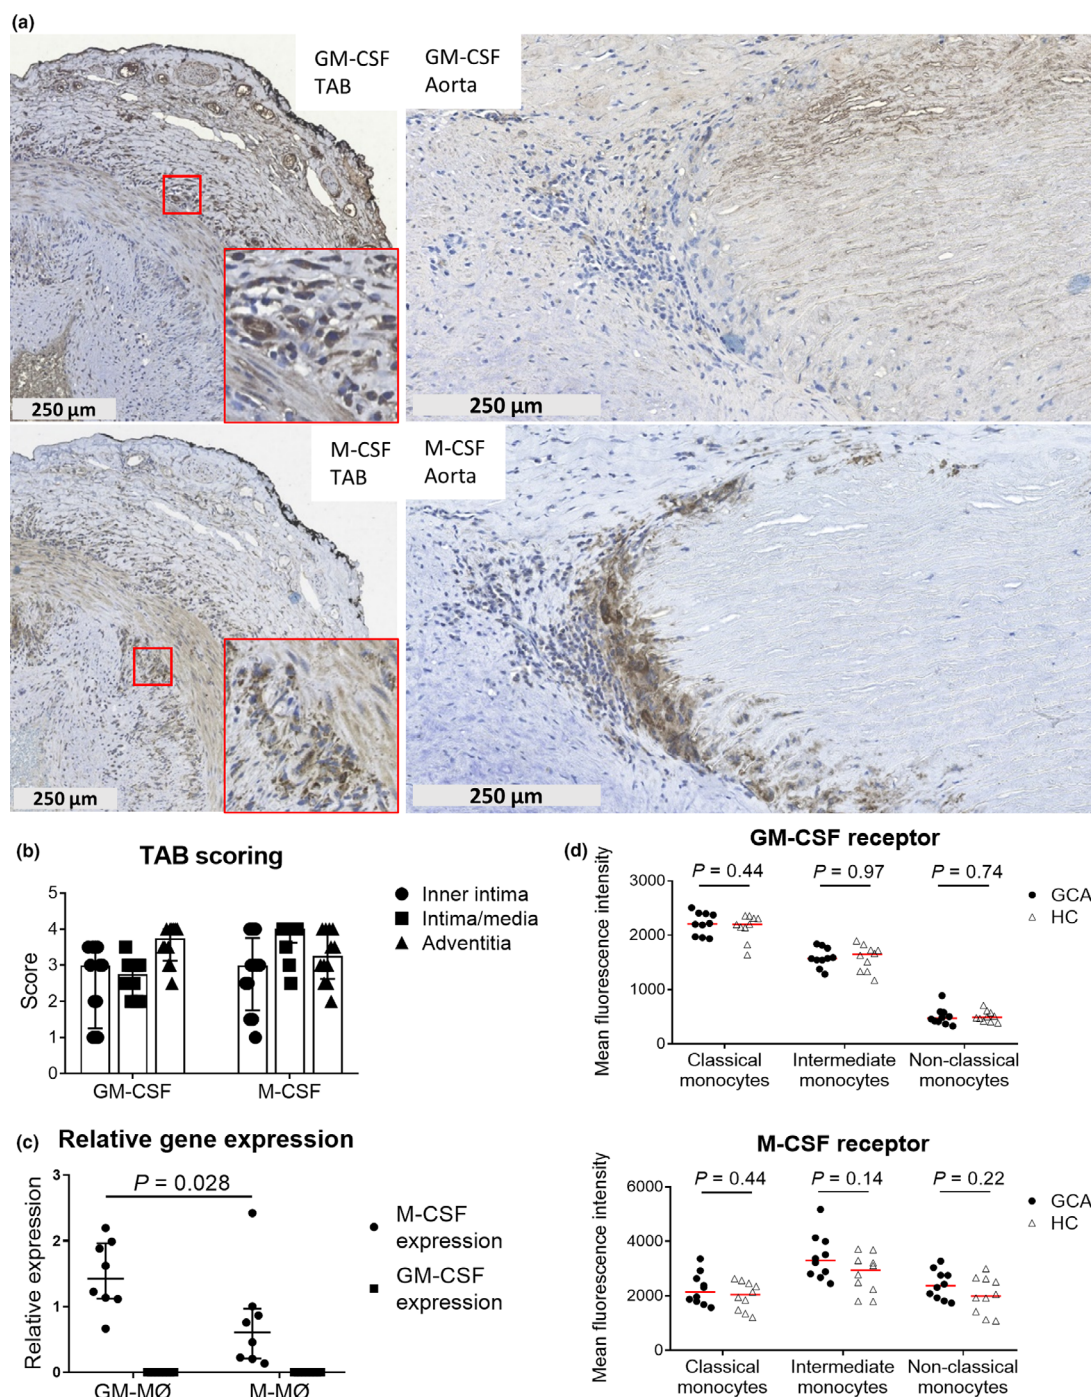 (a)
GM-CSF
TAB
GM-CSF
Aorta
250 µm
250 µm
M-CSF
TAB
M-CSF
Aorta
250 µm
250 µm
(b)
TAB scoring
Score
5
4
3
2
1
0
GM-CSF
M-CSF
Inner intima
Intima/media
Adventitia
(c)
Relative gene expression
Relative expression
3
2
1
0
P = 0.028
GM-MØ
M-MØ
M-CSF
expression
GM-CSF
expression
(d)
GM-CSF receptor
Mean fluorescence intensity
3000
2000
1000
0
P = 0.44
P = 0.97
P = 0.74
GCA
HC
Classical
monocytes
Intermediate
monocytes
Non-classical
monocytes
M-CSF receptor
Mean fluorescence intensity
6000
4000
2000
0
P = 0.44
P = 0.14
P = 0.22
GCA
HC
Classical
monocytes
Intermediate
monocytes
Non-classical
monocytes